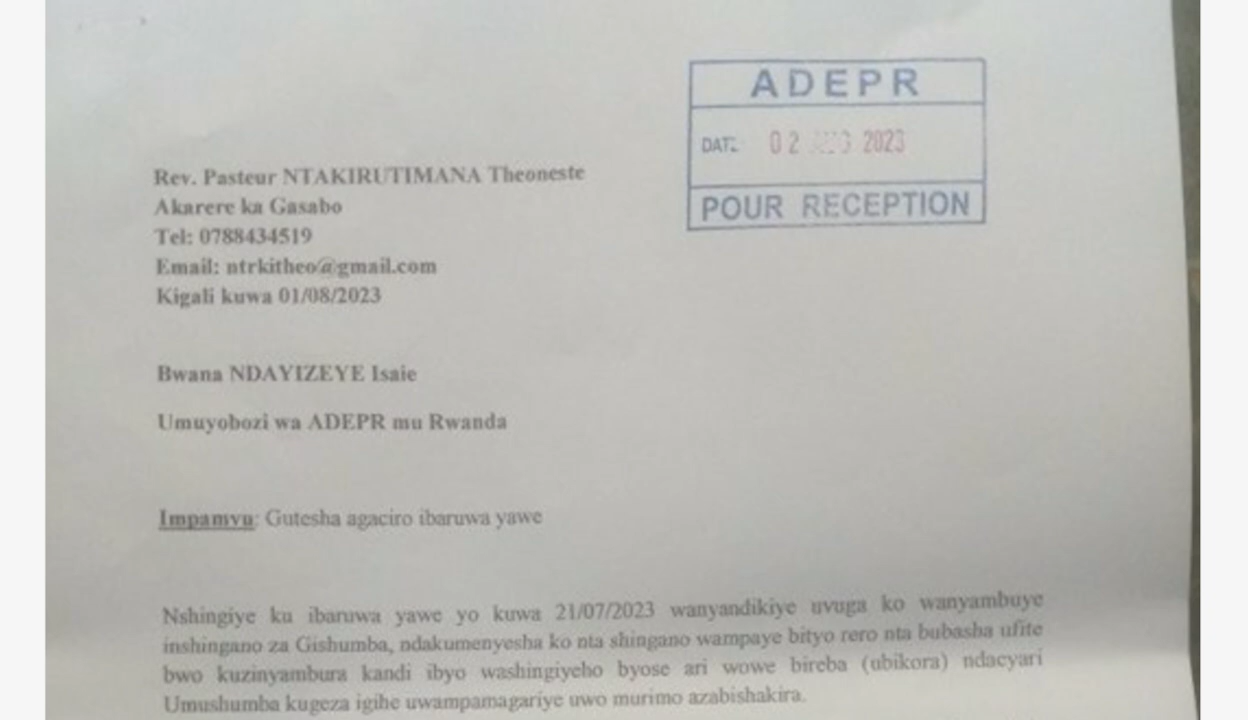 ADEPR
DATE 02 AUG 2023
POUR RECEPTION
Rev. Pasteur NTAKIRUTIMANA Theoneste
Akarere ka Gasabo
Tel: 0788434519
Email: ntrkitheo@gmail.com
Kigali kuwa 01/08/2023
Bwana NDAYIZEYE Isaie
Umuyobozi wa ADEPR mu Rwanda
Impamvu: Gutesha agaciro ibaruwa yawe
Nshingiye ku ibaruwa yawe yo kuwa 21/07/2023 wanyandikiye uvuga ko wanyambuye
inshingano za Gishumba, ndakumenyesha ko nta shingano wampaye bityo rero nta bubasha ufite
bwo kuzinyambura kandi ibyo washingiyeho byose ari wowe bireba (ubikora) ndacyari
Umushumba kugeza igihe uwampamagariye uwo murimo azabishakira.